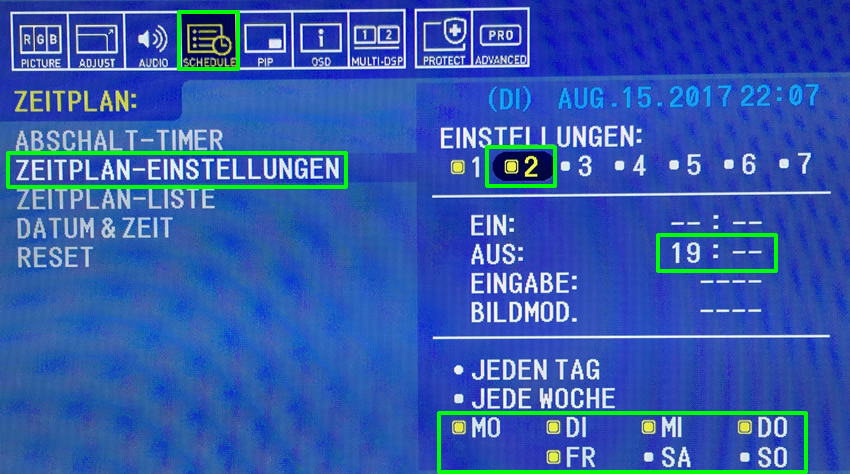 RGB
PICTURE ADJUST AUDIO SCHEDULE PIP OSD MULTI-DSP PROTECT ADVANCED
1 2 PRO
ZEITPLAN:
(DI) AUG.15.2017 22:07
ABSCHALT-TIMER
ZEITPLAN-EINSTELLUNGEN
ZEITPLAN-LISTE
DATUM & ZEIT
RESET
EINSTELLUNGEN:
1 2 3 4 5 6 7
EIN: -- : --
AUS: 19 : --
EINGABE: ----
BILDMOD. ----
• JEDEN TAG
• JEDE WOCHE
MO DI MI DO
FR SA SO